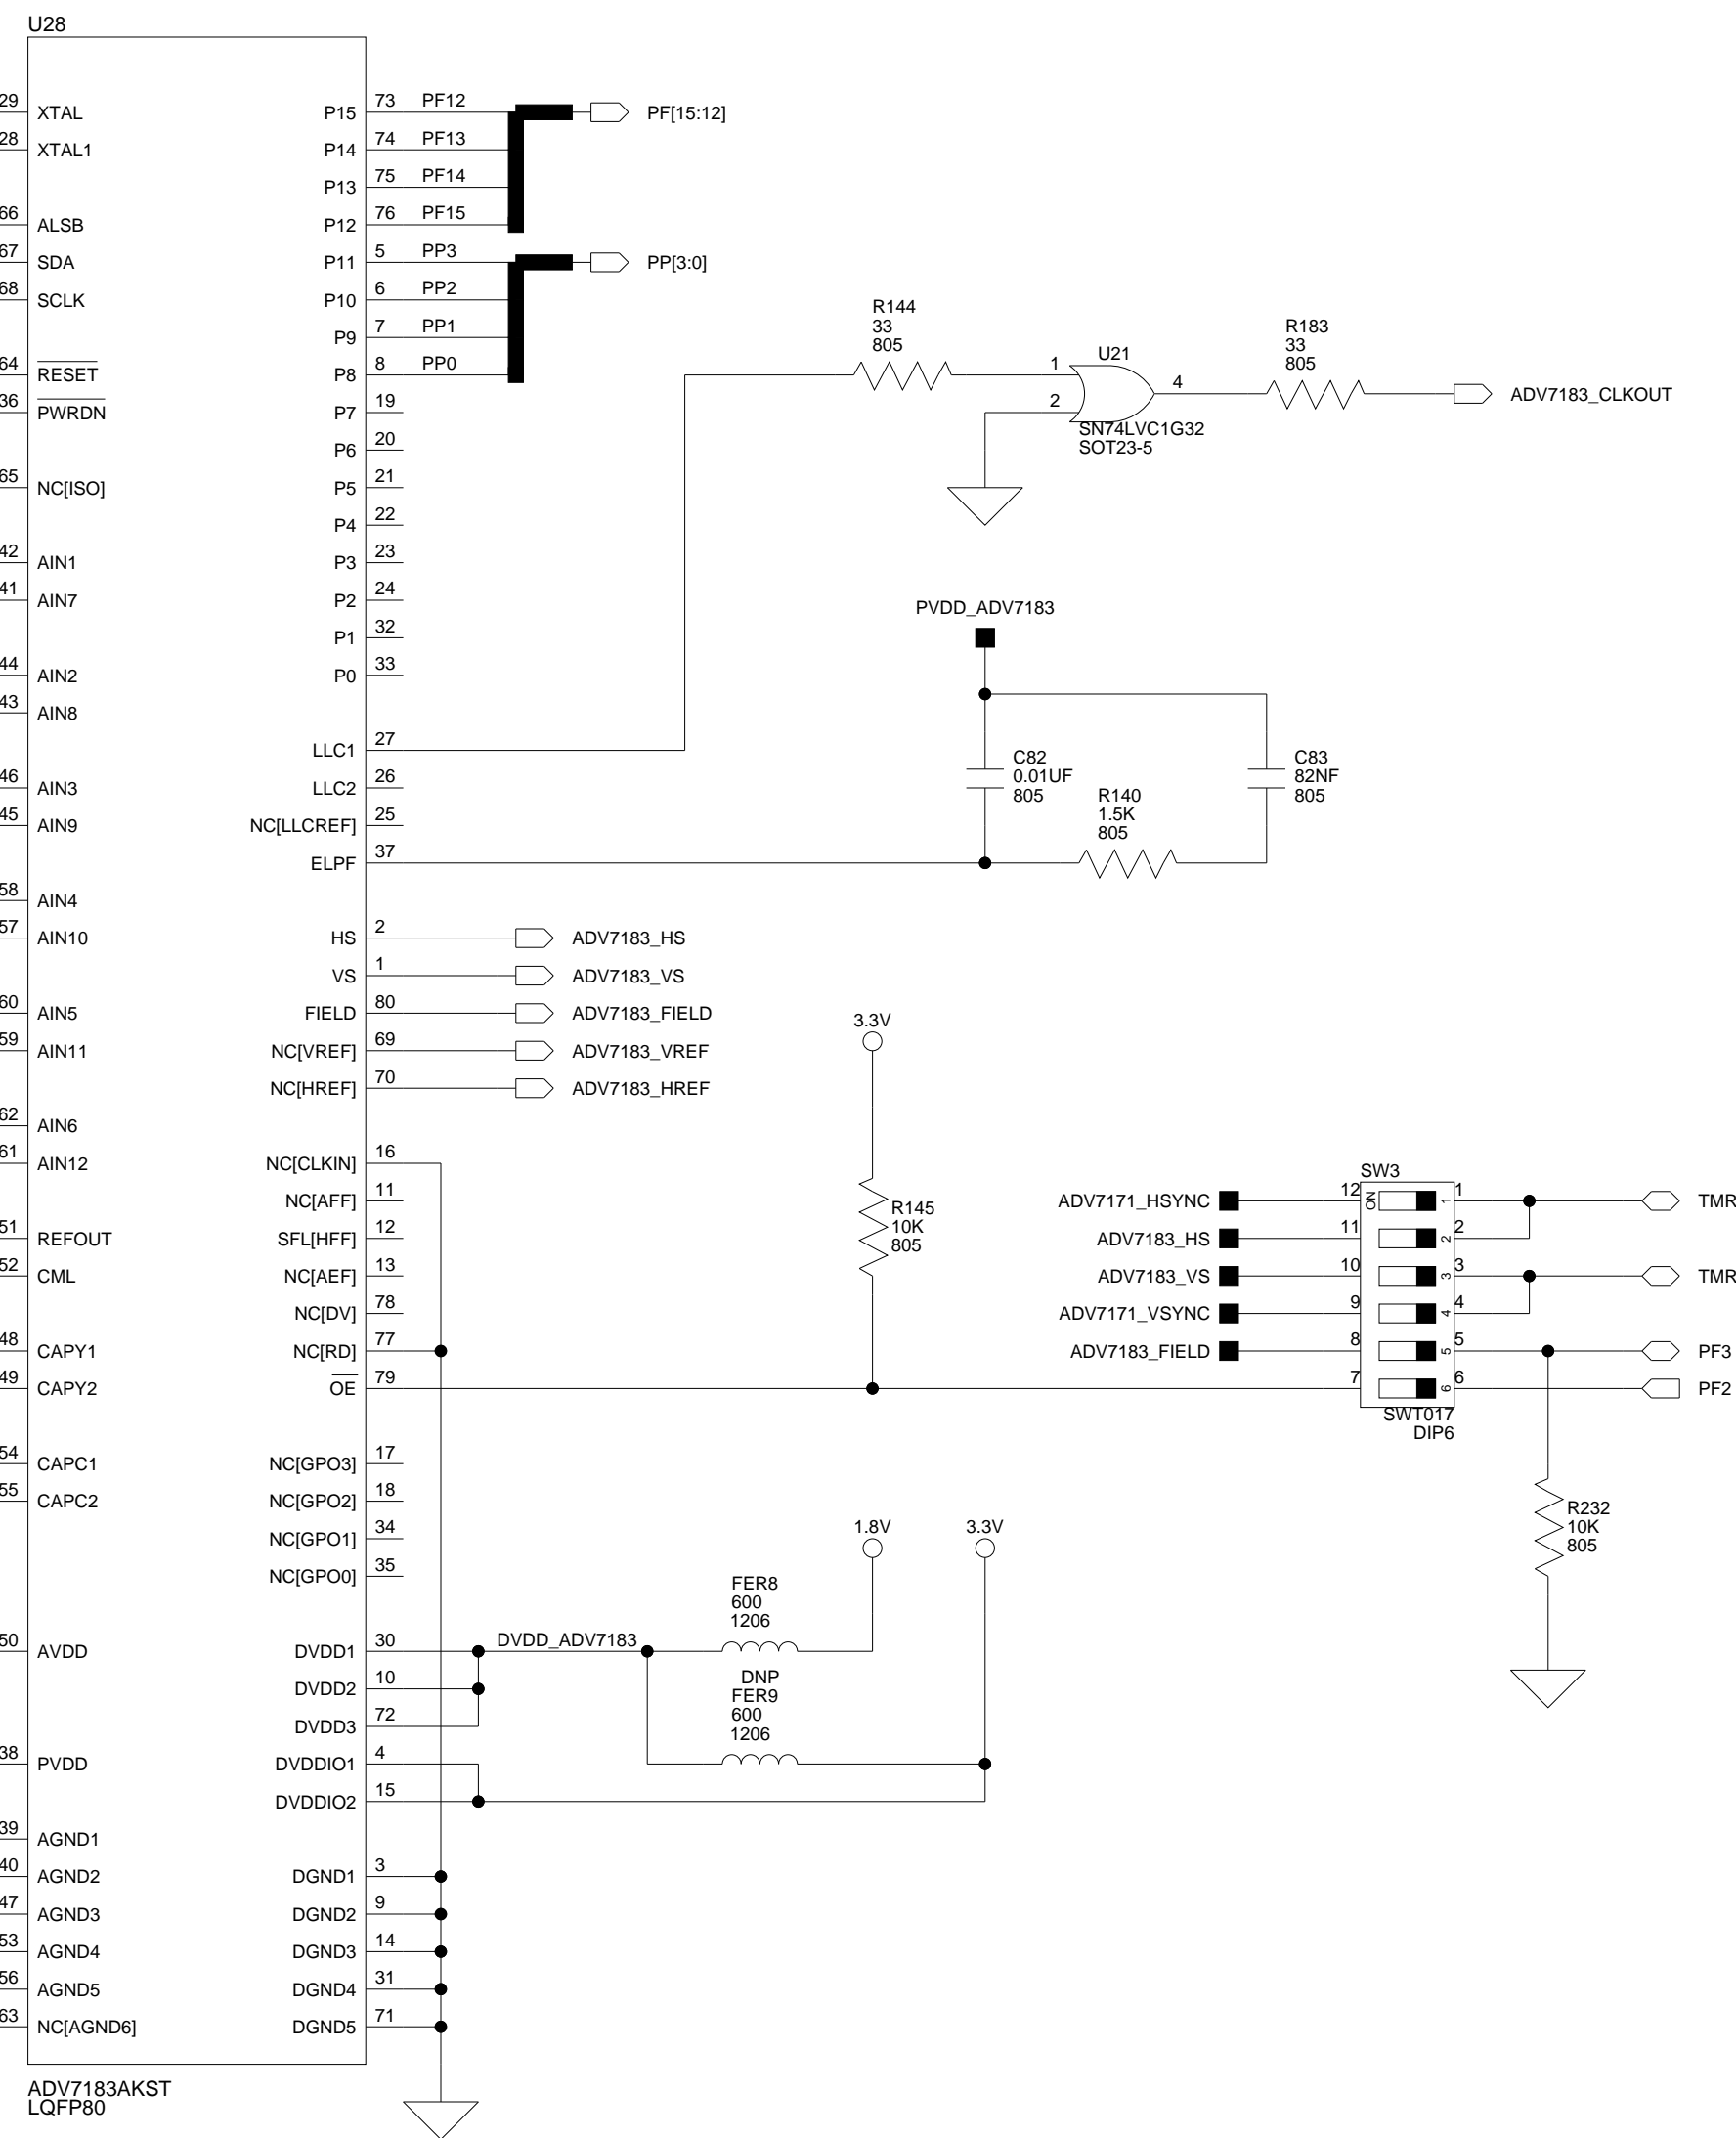 U28
29 XTAL P15 73 PF12 PF[15:12]
28 XTAL1 P14 74 PF13
P13 75 PF14
66 ALSB P12 76 PF15
67 SDA P11 5 PP3 PP[3:0]
68 SCLK P10 6 PP2
P9 7 PP1
64 RESET P8 8 PP0
36 PWRDN P7 19
P6 20
65 NC[ISO] P5 21
P4 22
42 AIN1 P3 23
41 AIN7 P2 24
P1 32
44 AIN2 P0 33
43 AIN8
LLC1 27
46 AIN3 LLC2 26
45 AIN9 NC[LLCREF] 25
ELPF 37
58 AIN4
57 AIN10 HS 2 ADV7183_HS
VS 1 ADV7183_VS
60 AIN5 FIELD 80 ADV7183_FIELD
59 AIN11 NC[VREF] 69 ADV7183_VREF
NC[HREF] 70 ADV7183_HREF
62 AIN6
61 AIN12 NC[CLKIN] 16
NC[AFF] 11
51 REFOUT SFL[HFF] 12
52 CML NC[AEF] 13
NC[DV] 78
48 CAPY1 NC[RD] 77
49 CAPY2 OE 79
54 CAPC1 NC[GPO3] 17
55 CAPC2 NC[GPO2] 18
NC[GPO1] 34
NC[GPO0] 35
50 AVDD DVDD1 30 DVDD_ADV7183
DVDD2 10
DVDD3 72
38 PVDD DVDDIO1 4
DVDDIO2 15
39 AGND1
40 AGND2 DGND1 3
47 AGND3 DGND2 9
53 AGND4 DGND3 14
56 AGND5 DGND4 31
63 NC[AGND6] DGND5 71
ADV7183AKST
LQFP80
R144
33
805
1
2
U21
4
SN74LVC1G32
SOT23-5
R183
33
805
ADV7183_CLKOUT
PVDD_ADV7183
C82
0.01UF
805
R140
1.5K
805
C83
82NF
805
3.3V
R145
10K
805
SW3
ON
ADV7171_HSYNC 12 1 1 TMR
ADV7183_HS 11 2 2
ADV7183_VS 10 3 3 TMR
ADV7171_VSYNC 9 4 4
ADV7183_FIELD 8 5 5 PF3
7 6 6 PF2
SWT017
DIP6
R232
10K
805
1.8V 3.3V
FER8
600
1206
DNP
FER9
600
1206